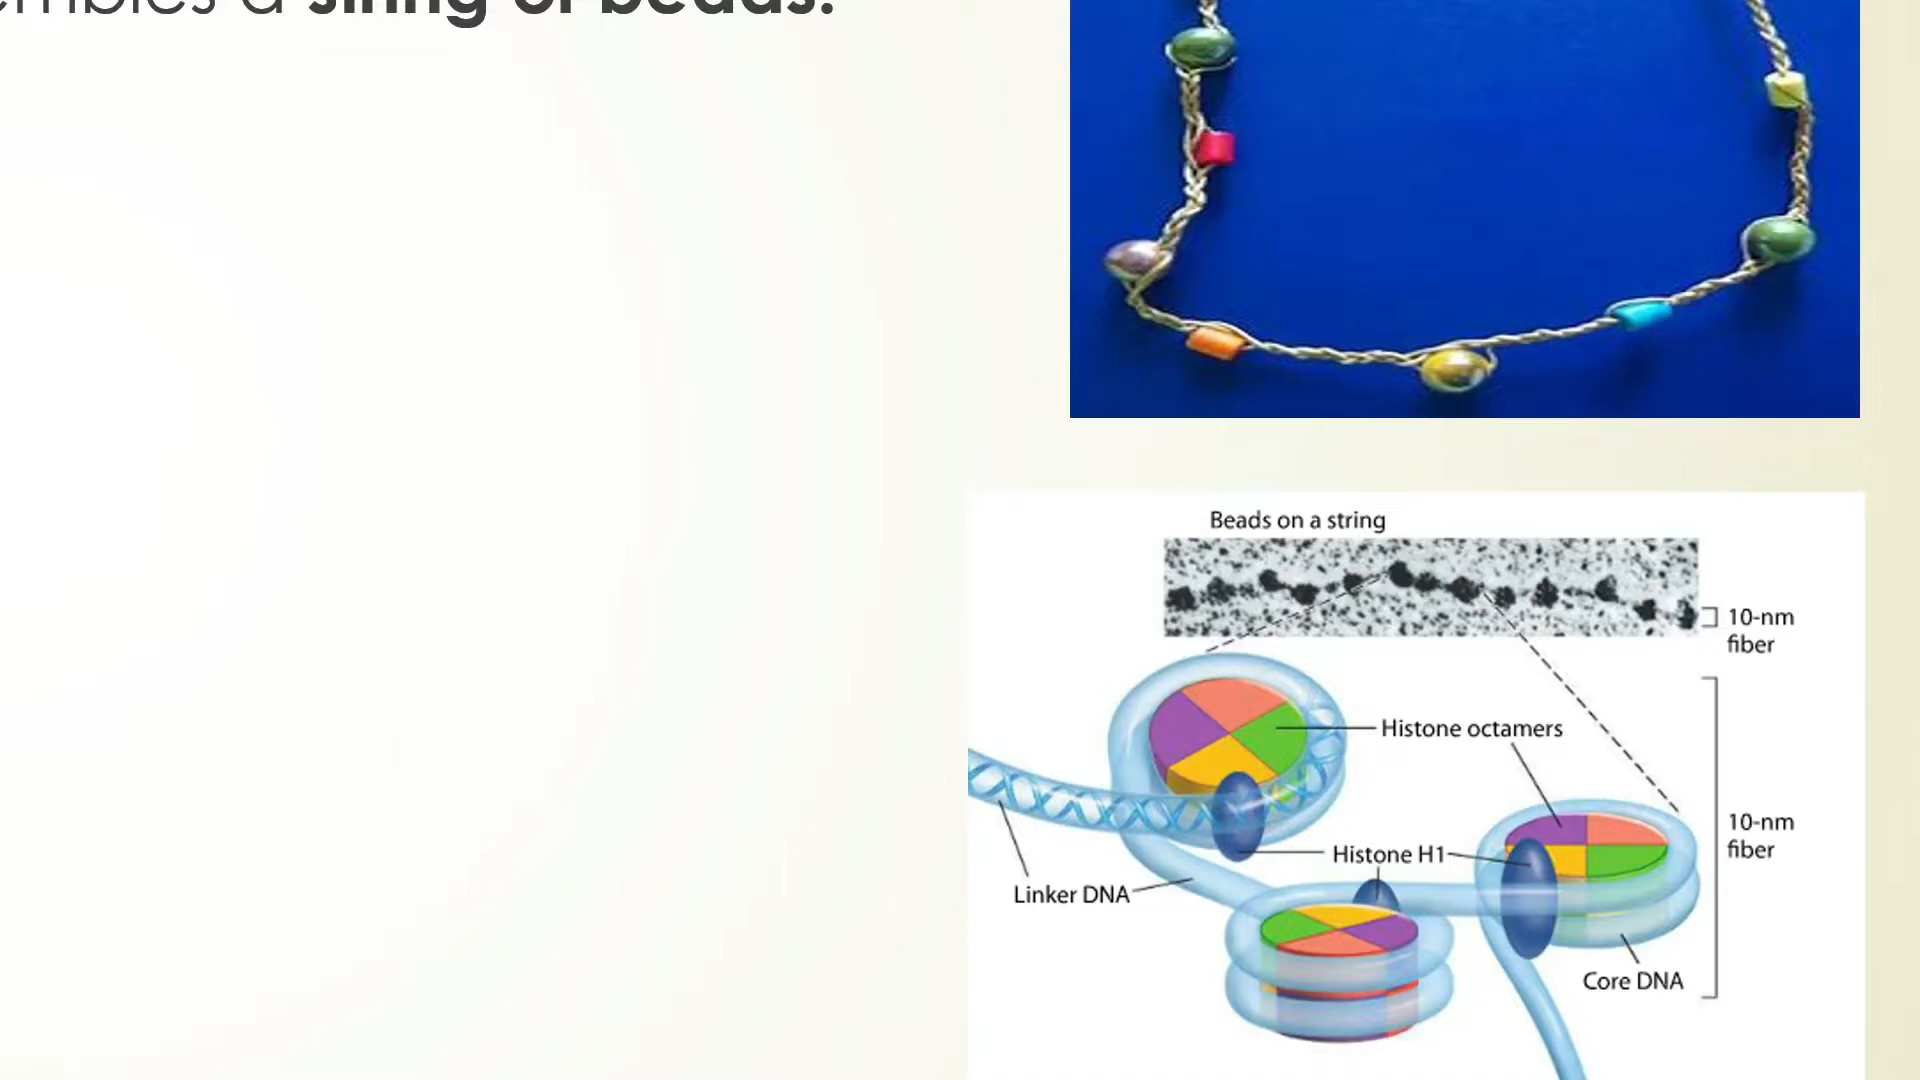 a string of beads.
Beads on a string
10-nm
fiber
Histone octamers
10-nm
fiber
Histone H1
Linker DNA
Core DNA